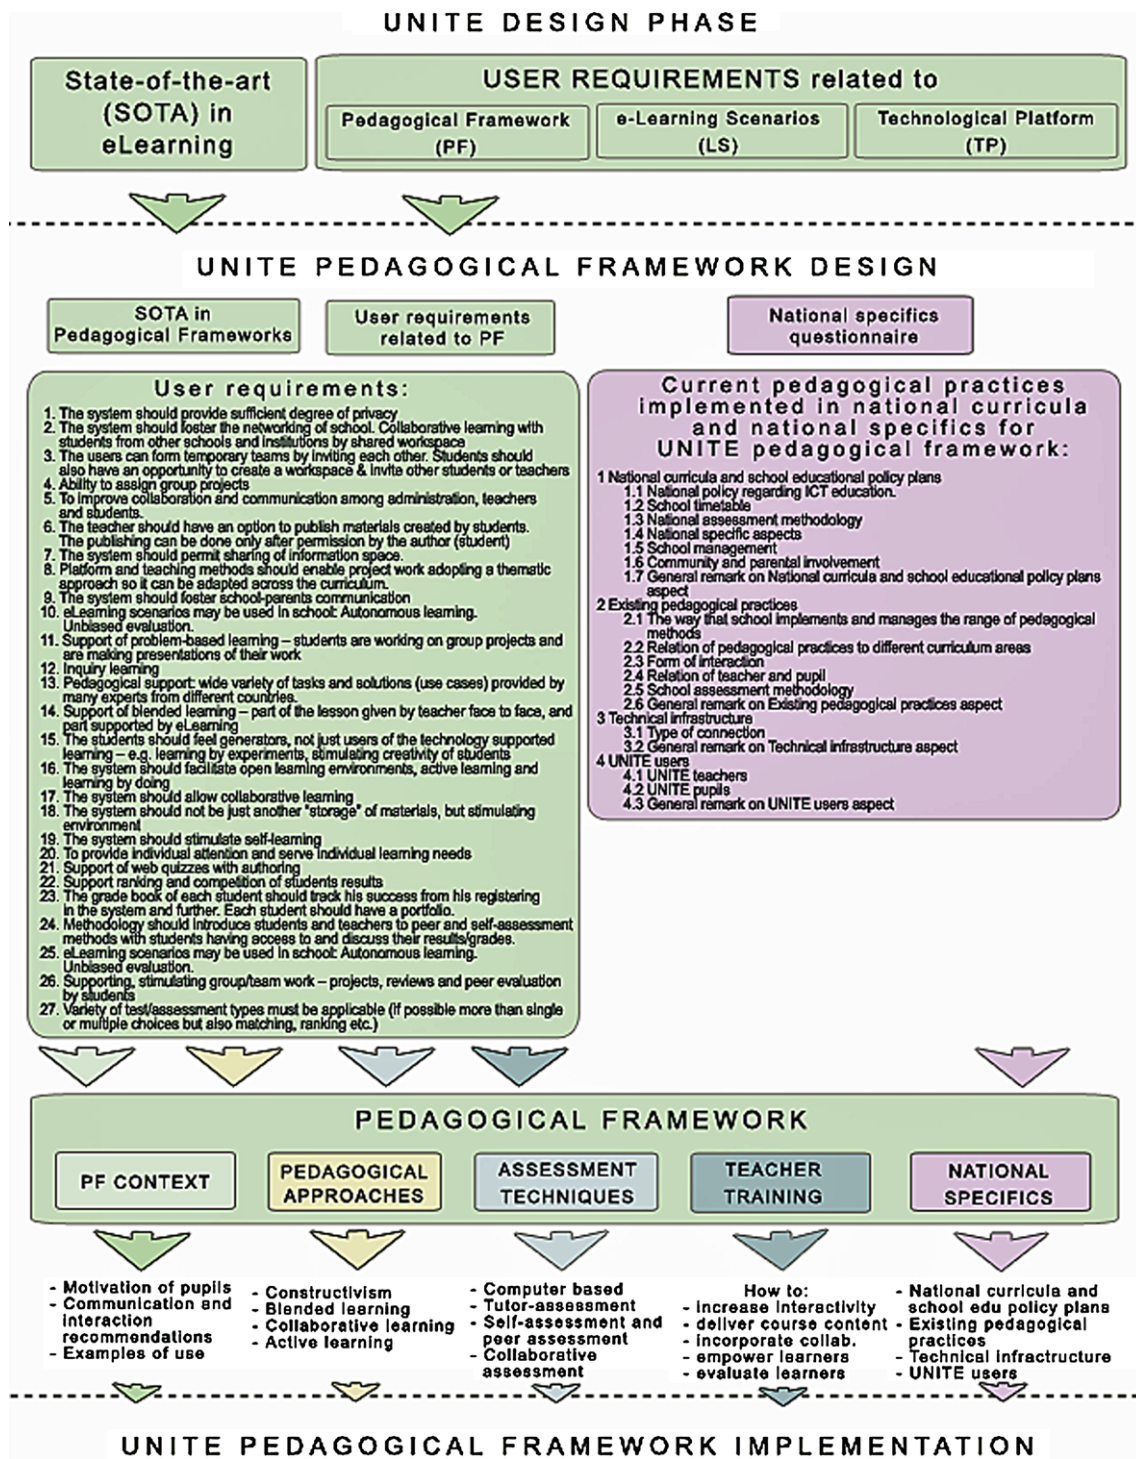 UNITE DESIGN PHASE
State-of-the-art
(SOTA) in
eLearning
USER REQUIREMENTS related to
Pedagogical Framework
(PF)
e-Learning Scenarios
(LS)
Technological Platform
(TP)
UNITE PEDAGOGICAL FRAMEWORK DESIGN
SOTA in
Pedagogical Frameworks
User requirements
related to PF
National specifics
questionnaire
User requirements:
1. The system should provide sufficient degree of privacy
2. The system should foster the networking of school. Collaborative learning with
students from other schools and institutions by shared workspace
3. The users can form temporary teams by inviting each other. Students should
also have an opportunity to create a workspace & invite other students or teachers
4. Ability to assign group projects
5. To improve collaboration and communication among administration, teachers
and students.
6. The teacher should have an option to publish materials created by students.
The publishing can be done only after permission by the author (student)
7. The system should permit sharing of information space.
8. Platform and teaching methods should enable project work adopting a thematic
approach so it can be adapted across the curriculum.
9. The system should foster school-parents communication
10. eLearning scenarios may be used in school: Autonomous learning.
Unbiased evaluation.
11. Support of problem-based learning – students are working on group projects and
are making presentations of their work
12. Inquiry learning
13. Pedagogical support: wide variety of tasks and solutions (use cases) provided by
many experts from different countries.
14. Support of blended learning – part of the lesson given by teacher face to face, and
part supported by eLearning
15. The students should feel generators, not just users of the technology supported
learning – e.g. learning by experiments, stimulating creativity of students
16. The system should facilitate open learning environments, active learning and
learning by doing
17. The system should allow collaborative learning
18. The system should not be just another "storage" of materials, but stimulating
environment
19. The system should stimulate self-learning
20. To provide individual attention and serve individual learning needs
21. Support of web quizzes with authoring
22. Support ranking and competition of students results
23. The grade book of each student should track his success from his registering
in the system and further. Each student should have a portfolio.
24. Methodology should introduce students and teachers to peer and self-assessment
methods with students having access to and discuss their results/grades.
25. eLearning scenarios may be used in school: Autonomous learning.
Unbiased evaluation.
26. Supporting, stimulating group/team work – projects, reviews and peer evaluation
by students
27. Variety of test/assessment types must be applicable (if possible more than single
or multiple choices but also matching, ranking etc.)
Current pedagogical practices
implemented in national curricula
and national specifics for
UNITE pedagogical framework:
1 National curricula and school educational policy plans
1.1 National policy regarding ICT education.
1.2 School timetable
1.3 National assessment methodology
1.4 National specific aspects
1.5 School management
1.6 Community and parental involvement
1.7 General remark on National curricula and school educational policy plans
aspect
2 Existing pedagogical practices
2.1 The way that school implements and manages the range of pedagogical
methods
2.2 Relation of pedagogical practices to different curriculum areas
2.3 Form of interaction
2.4 Relation of teacher and pupil
2.5 School assessment methodology
2.6 General remark on Existing pedagogical practices aspect
3 Technical infrastructure
3.1 Type of connection
3.2 General remark on Technical infrastructure aspect
4 UNITE users
4.1 UNITE teachers
4.2 UNITE pupils
4.3 General remark on UNITE users aspect
PEDAGOGICAL FRAMEWORK
PF CONTEXT
PEDAGOGICAL
APPROACHES
ASSESSMENT
TECHNIQUES
TEACHER
TRAINING
NATIONAL
SPECIFICS
- Motivation of pupils
- Communication and
interaction
recommendations
- Examples of use
- Constructivism
- Blended learning
- Collaborative learning
- Active learning
- Computer based
- Tutor-assessment
- Self-assessment and
peer assessment
- Collaborative
assessment
How to:
- increase interactivity
- deliver course content
- incorporate collab.
- empower learners
- evaluate learners
- National curricula and
school edu policy plans
- Existing pedagogical
practices
- Technical infractructure
- UNITE users
UNITE PEDAGOGICAL FRAMEWORK IMPLEMENTATION